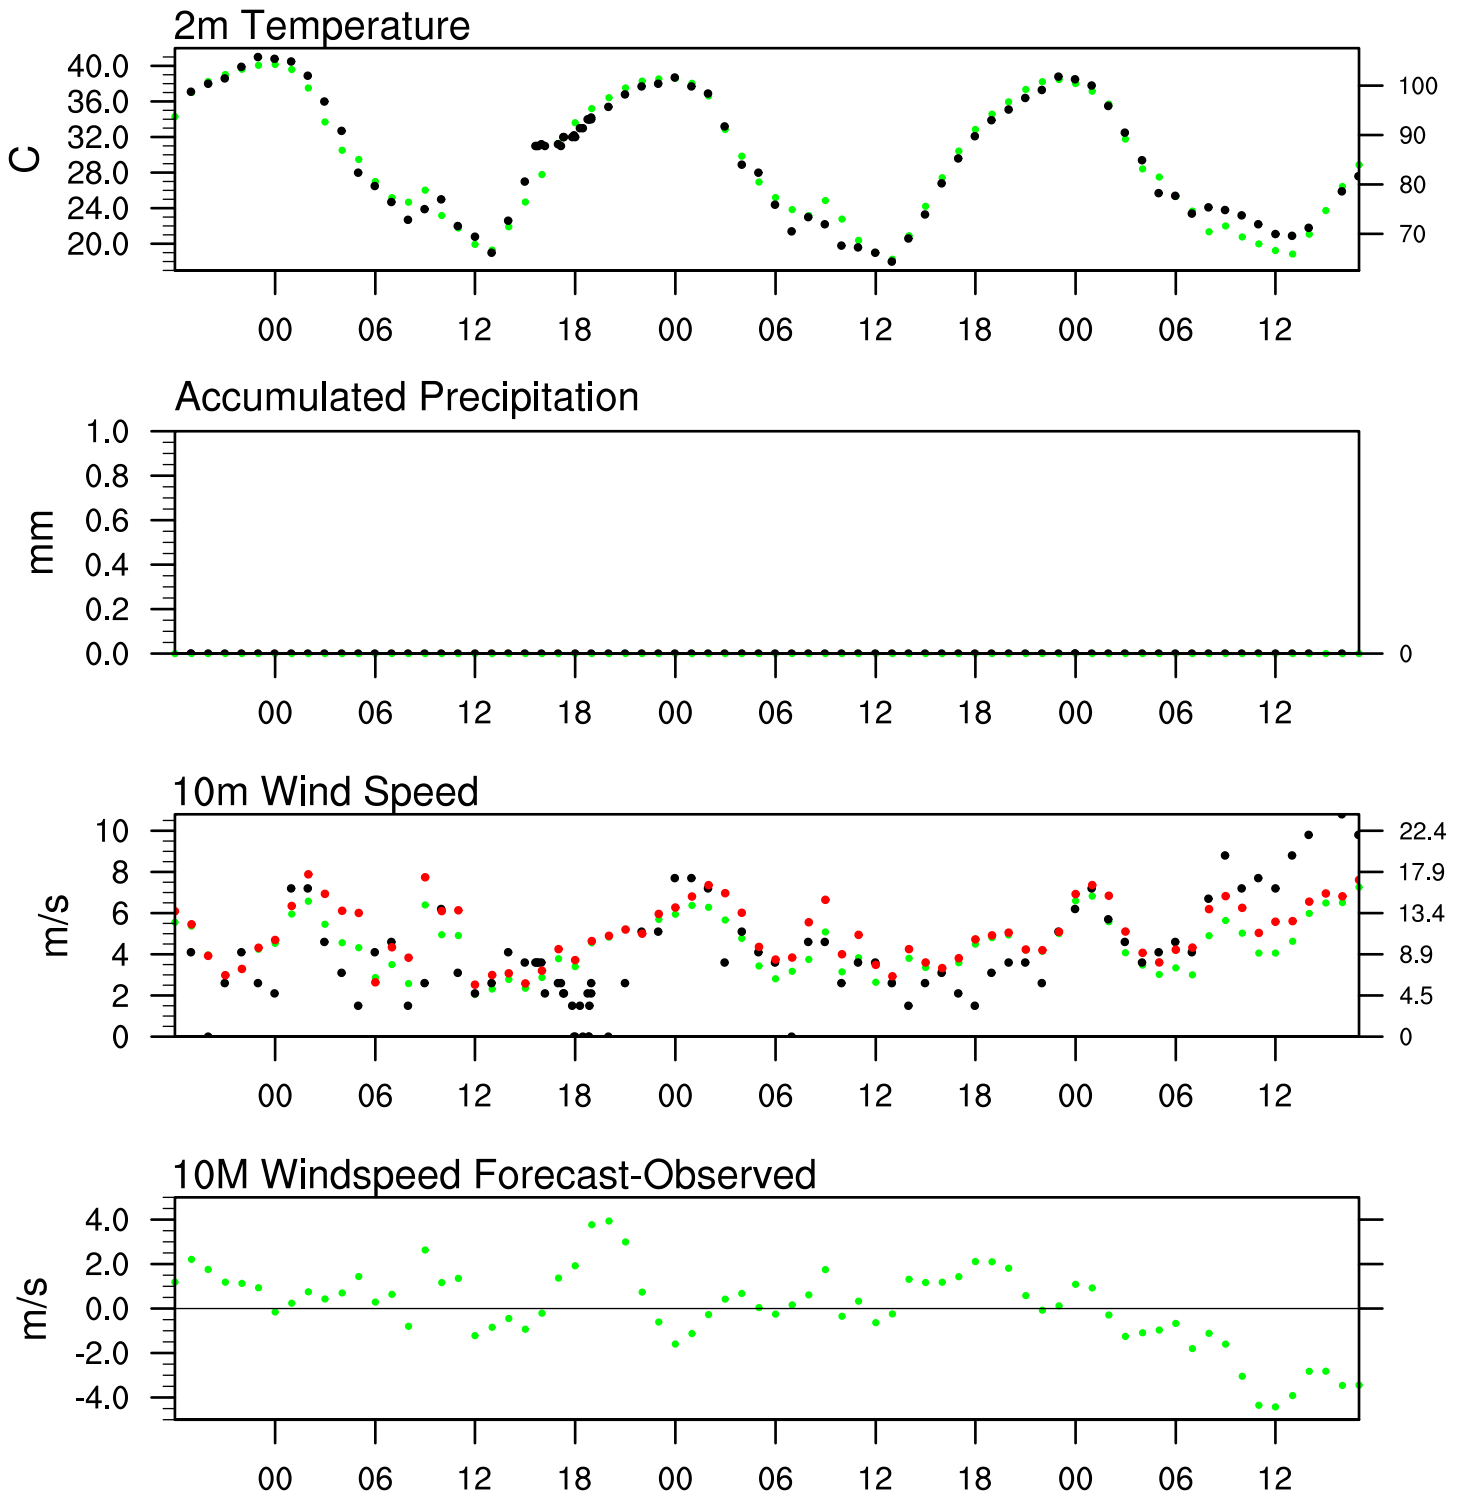 2m Temperature
40.0
36.0
32.0
28.0
24.0
20.0
C
100
90
80
70
00 06 12 18 00 06 12 18 00 06 12
Accumulated Precipitation
1.0
0.8
0.6
0.4
0.2
0.0
mm
0
00 06 12 18 00 06 12 18 00 06 12
10m Wind Speed
10
8
6
4
2
0
m/s
22.4
17.9
13.4
8.9
4.5
0
00 06 12 18 00 06 12 18 00 06 12
10M Windspeed Forecast-Observed
4.0
2.0
0.0
-2.0
-4.0
m/s
00 06 12 18 00 06 12 18 00 06 12